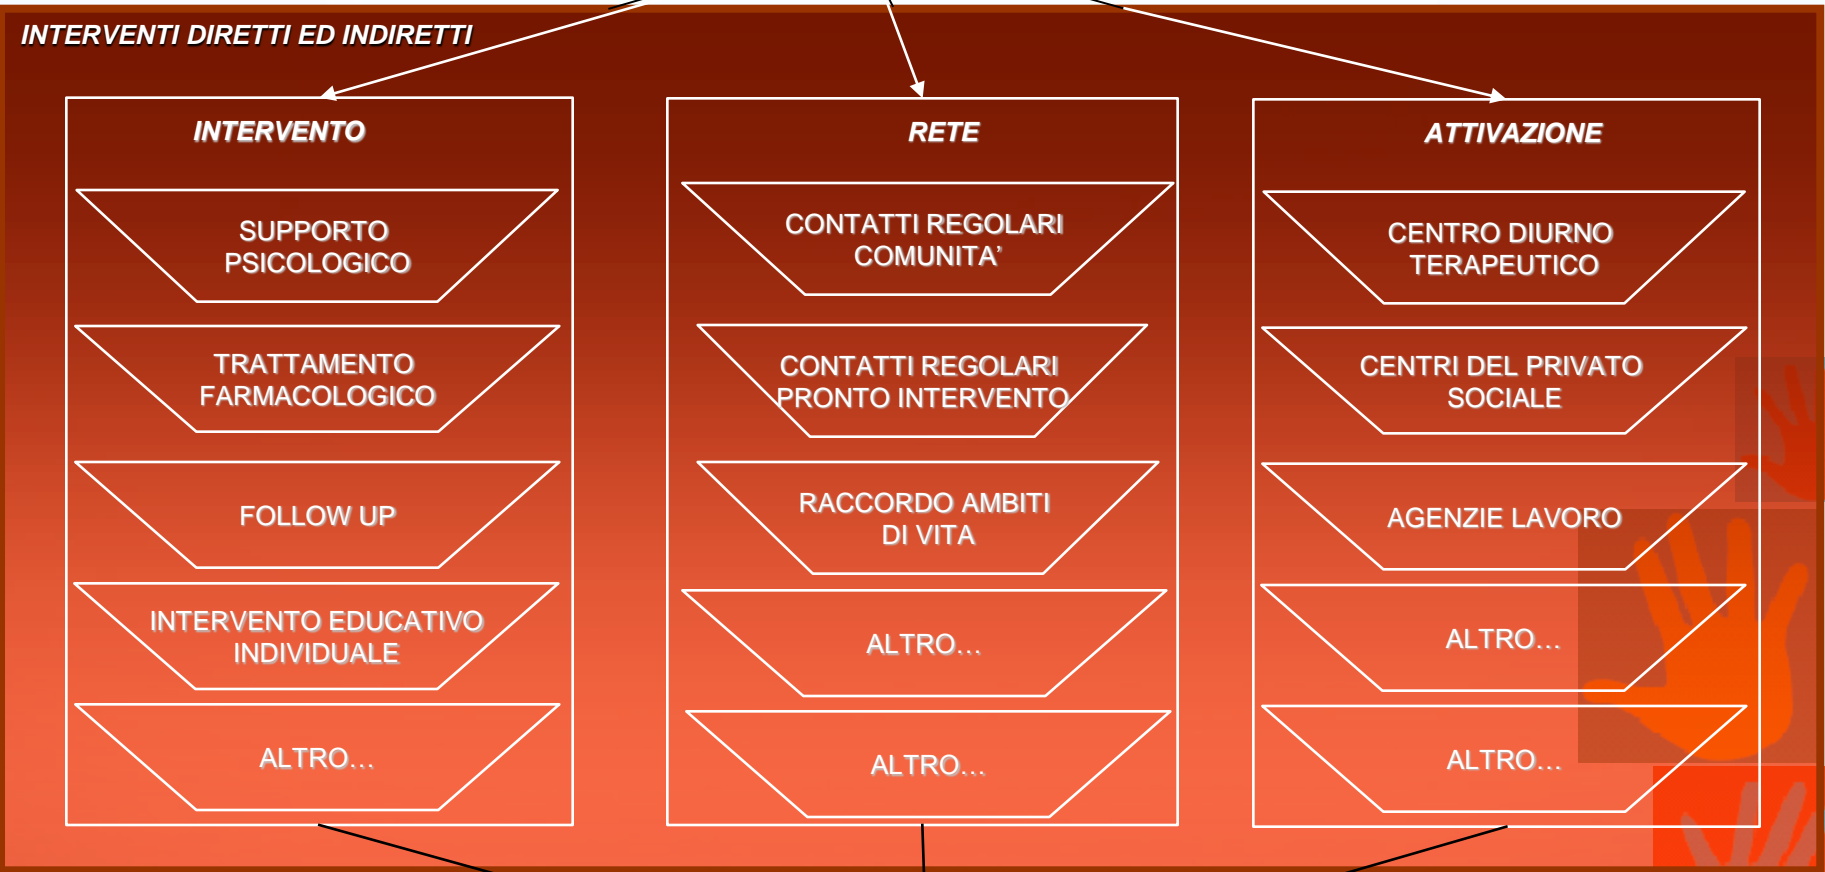 INTERVENTI DIRETTI ED INDIRETTI
INTERVENTO
SUPPORTO
PSICOLOGICO
TRATTAMENTO
FARMACOLOGICO
FOLLOW UP
INTERVENTO EDUCATIVO
INDIVIDUALE
ALTRO…
RETE
CONTATTI REGOLARI
COMUNITA’
CONTATTI REGOLARI
PRONTO INTERVENTO
RACCORDO AMBITI
DI VITA
ALTRO…
ALTRO…
ATTIVAZIONE
CENTRO DIURNO
TERAPEUTICO
CENTRI DEL PRIVATO
SOCIALE
AGENZIE LAVORO
ALTRO…
ALTRO…